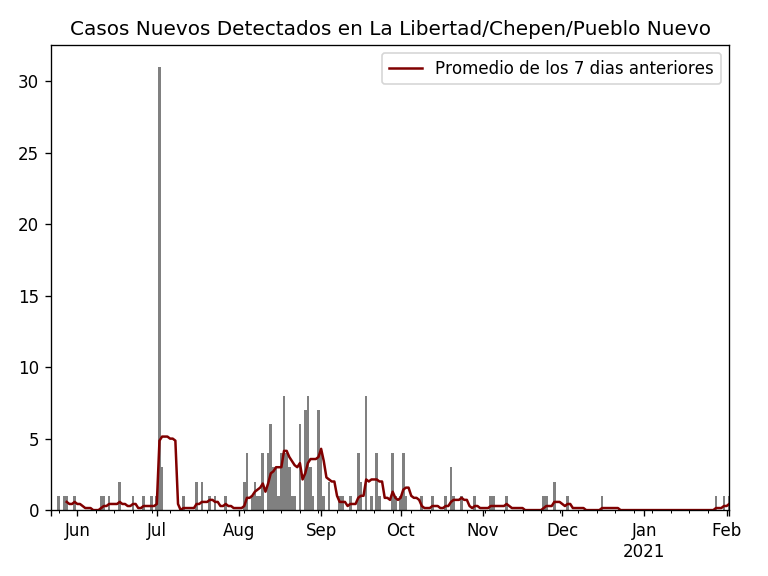 Casos Nuevos Detectados en La Libertad/Chepen/Pueblo Nuevo
Promedio de los 7 dias anteriores
30
25
20
15
10
5
0
Jun Jul Aug Sep Oct Nov Dec Jan Feb
2021